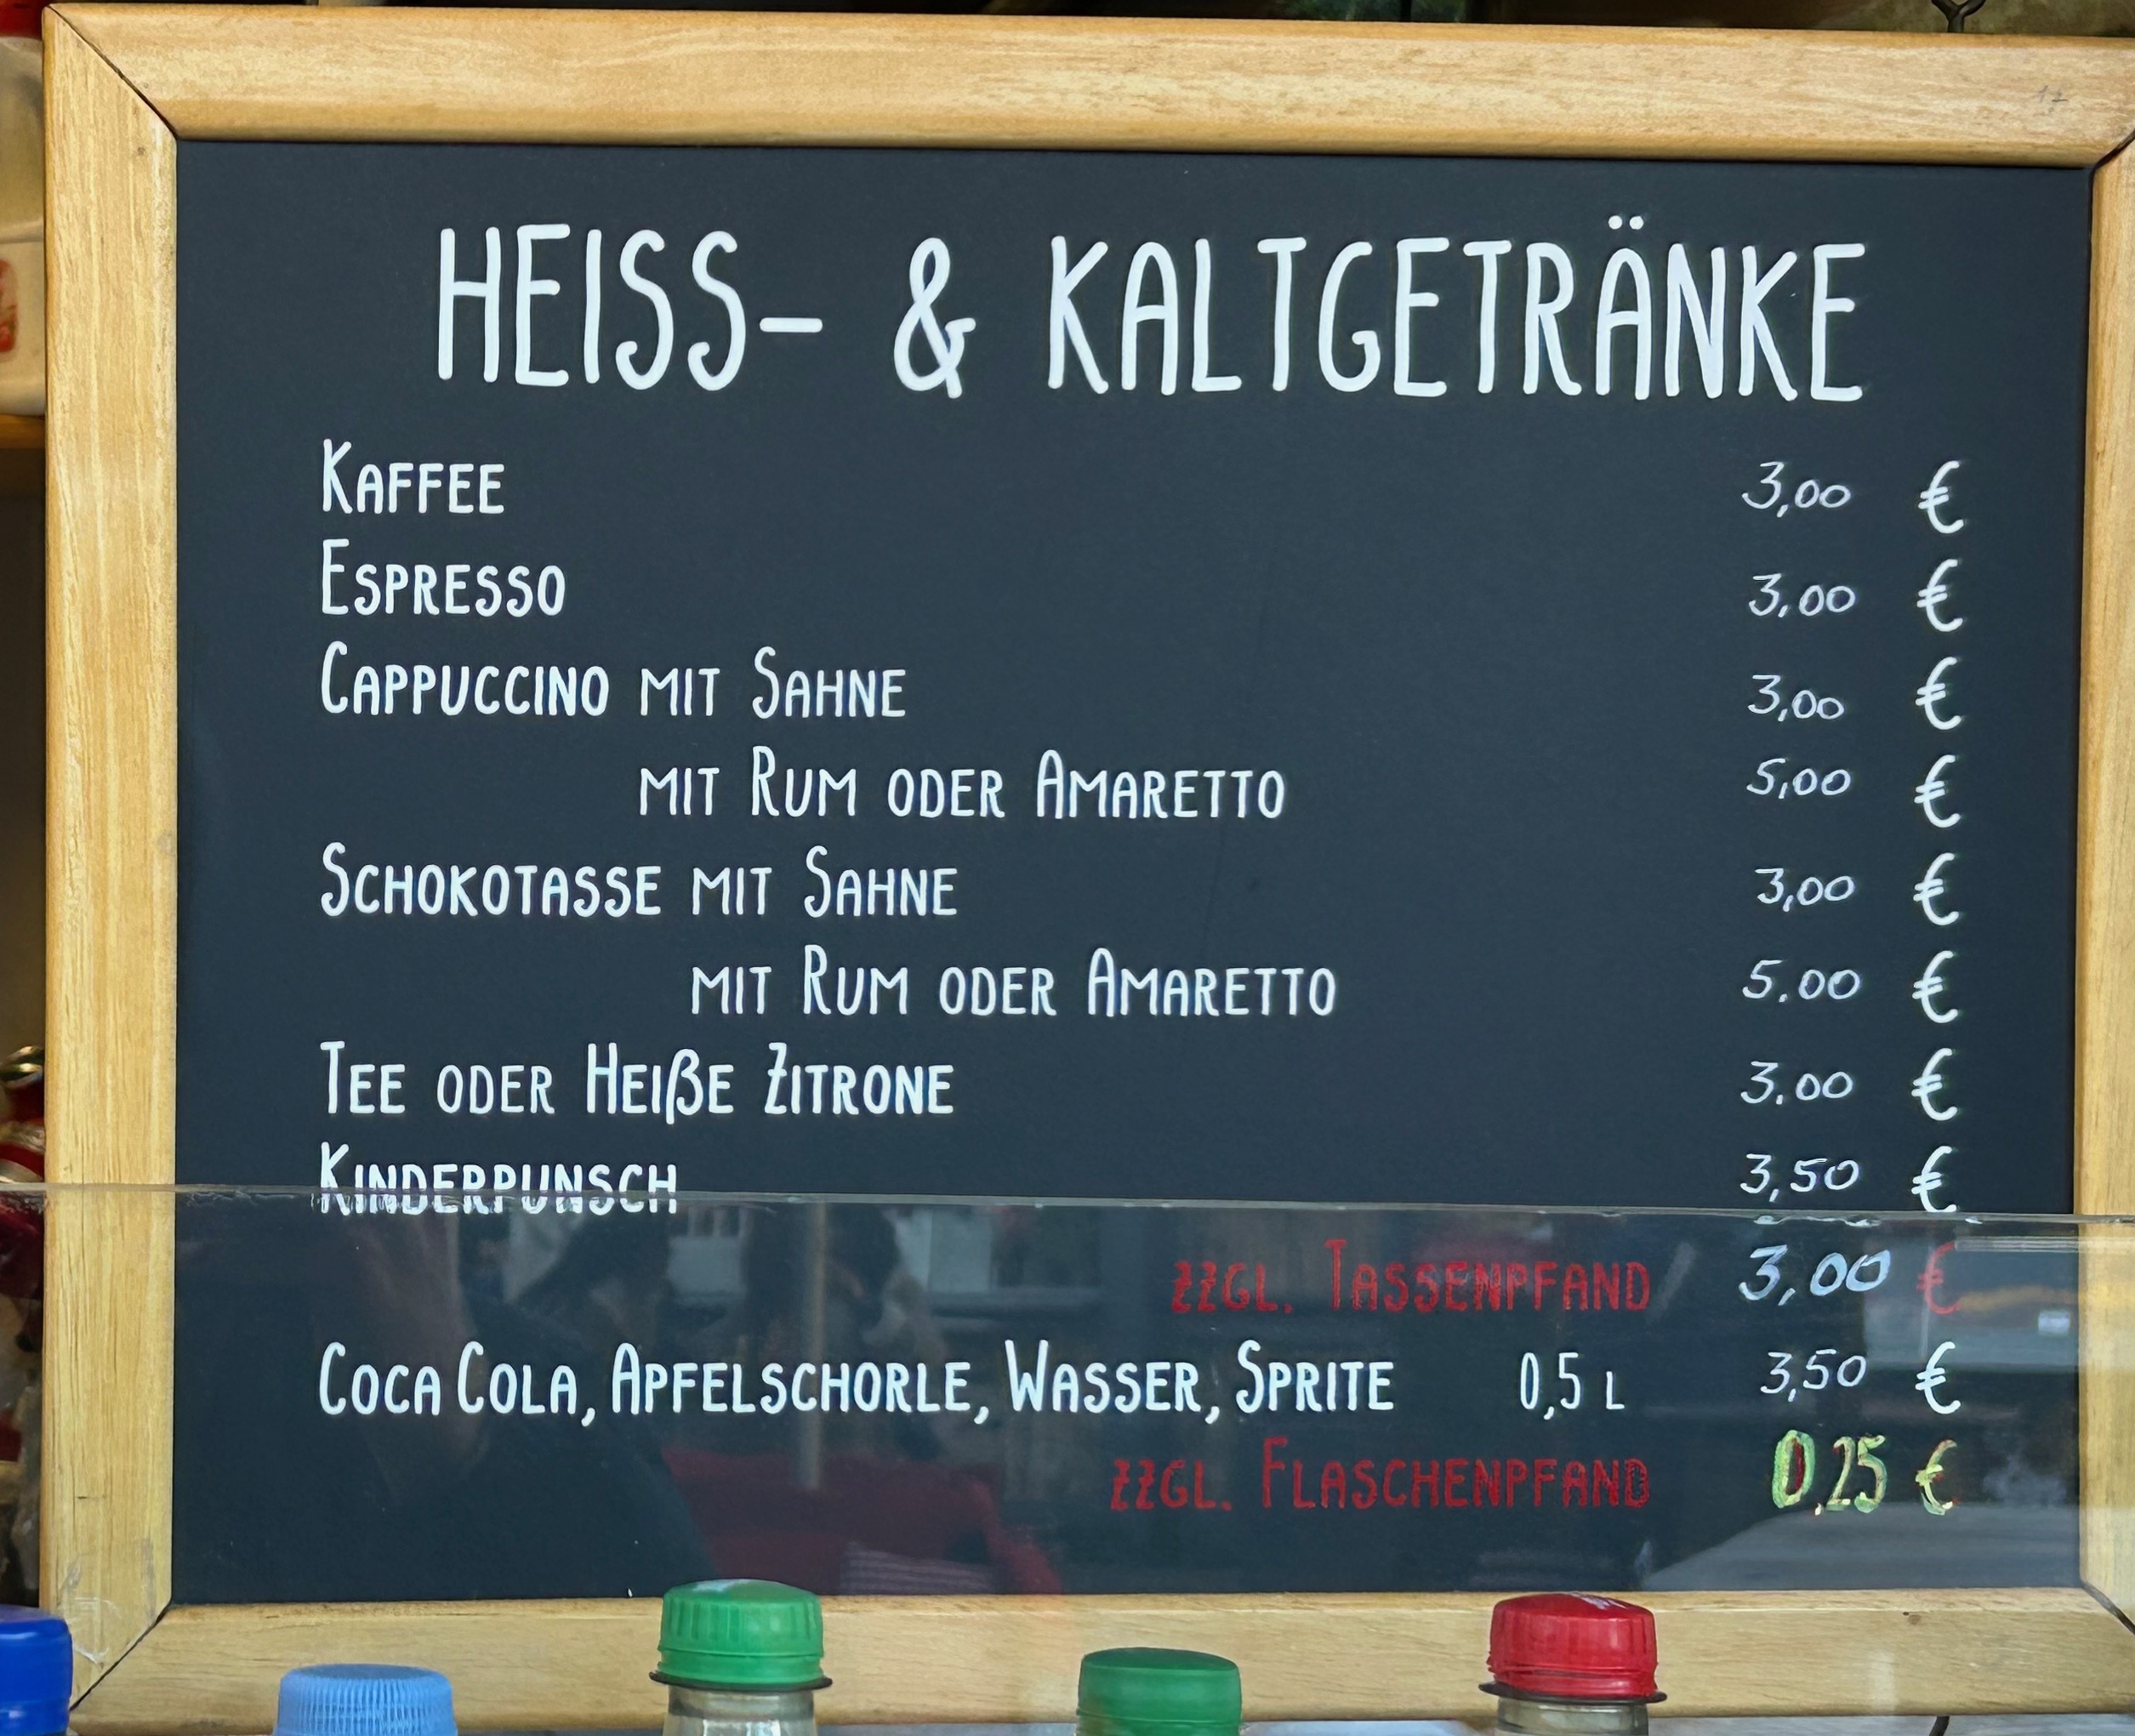 HEISS- & KALTGETRÄNKE
KAFFEE 3,00 €
ESPRESSO 3,00 €
CAPPUCCINO MIT SAHNE 3,00 €
MIT RUM ODER AMARETTO 5,00 €
SCHOKOTASSE MIT SAHNE 3,00 €
MIT RUM ODER AMARETTO 5.00 €
TEE ODER HEIßE ZITRONE 3.00 €
KINDERPUNSCH 3,50 €
ZZGL. TASSENPFAND 3,00 €
COCA COLA, APFELSCHORLE, WASSER, SPRITE 0,5 L 3,50 €
ZZGL. FLASCHENPFAND 0,25 €